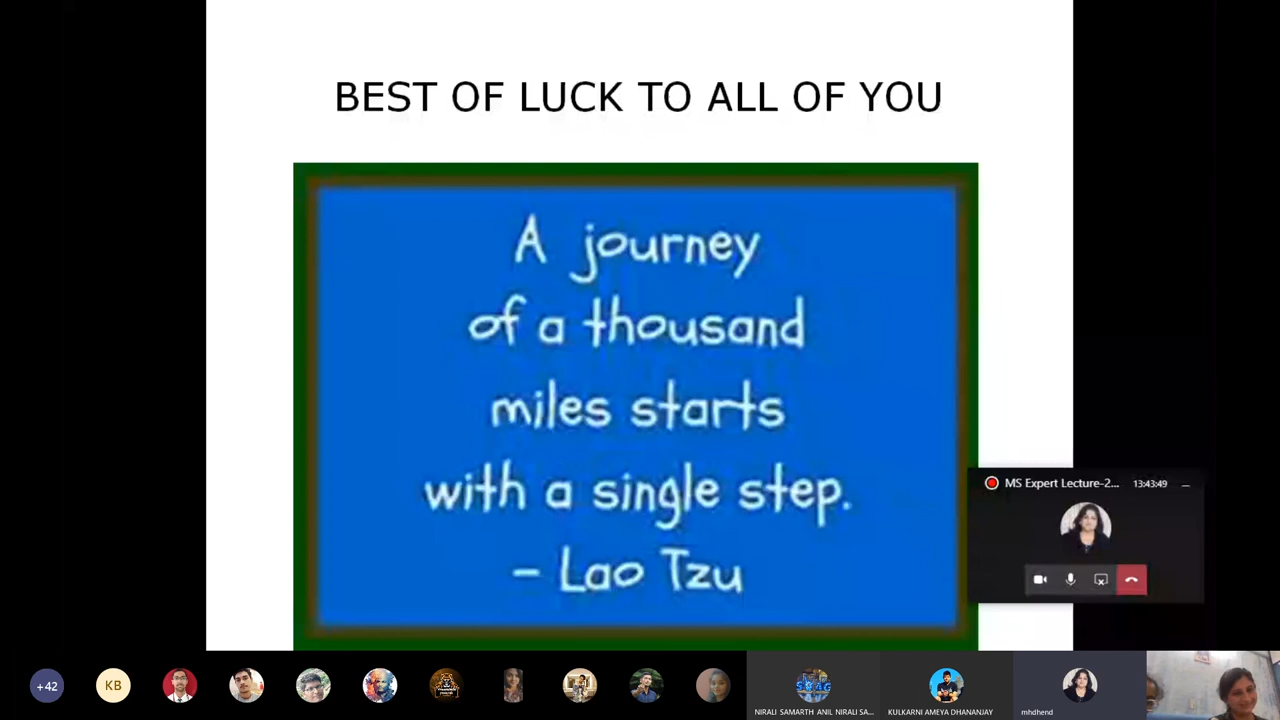 BEST OF LUCK TO ALL OF YOU
A journey
of a thousand
miles starts
with a single step.
- Lao Tzu
MS Expert Lecture-2... 13:43:49
+42
KB
NIRALI SAMARTH ANIL NIRALI SA...
KULKARNI AMEYA DHANANJAY
mhdhend